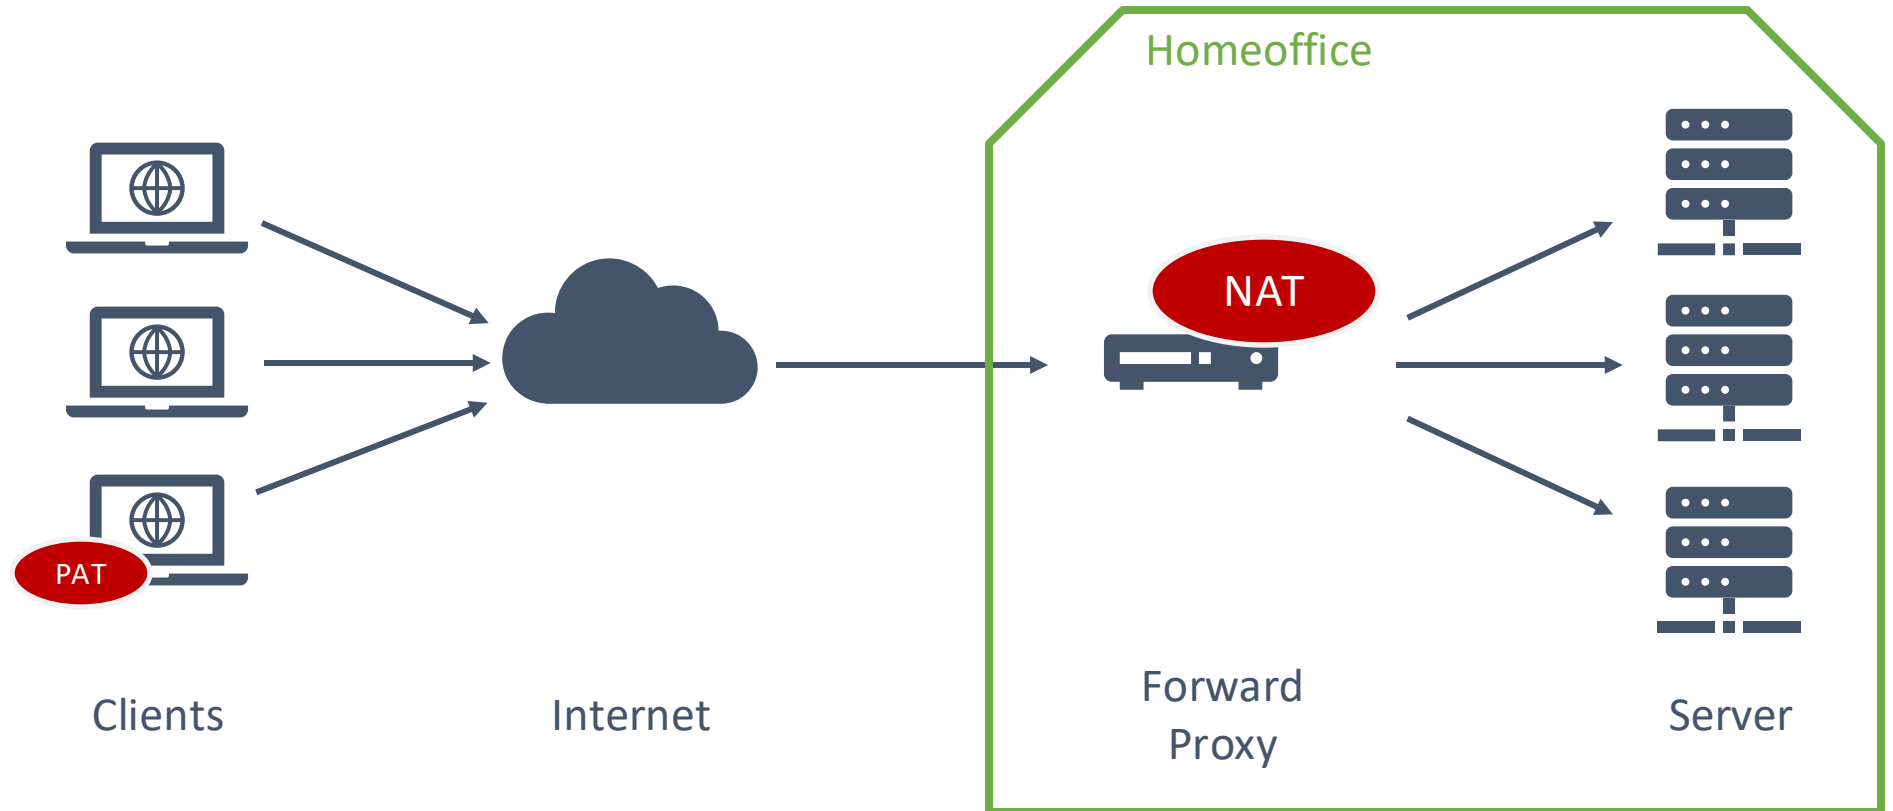 Homeoffice
NAT
PAT
Clients
Internet
Forward
Proxy
Server